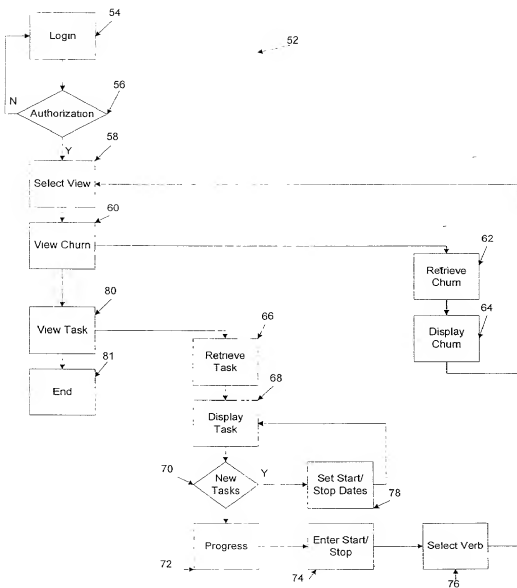 54
Login
52
56
N
Authorization
Y
58
Select View
60
View Churn
62
Retrieve
Churn
64
Display
Churn
80
View Task
66
Retrieve
Task
81
End
68
Display
Task
70
New
Tasks
Y
Set Start/
Stop Dates
78
Progress
72
Enter Start/
Stop
74
Select Verb
76